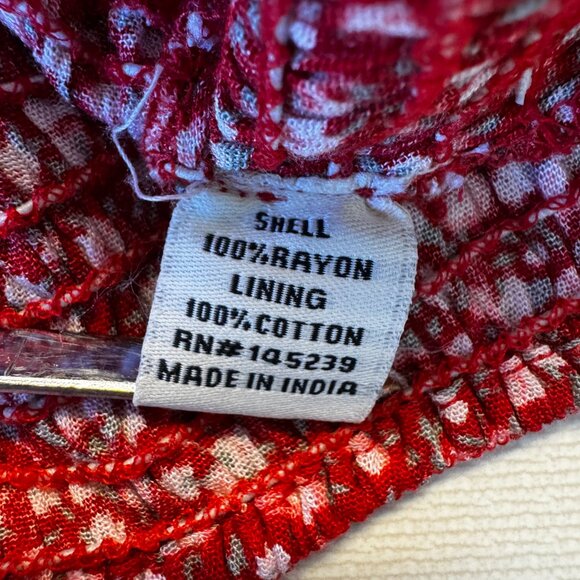 SHELL
100%RAYON
LINING
100%COTTON
RN#145239
MADE IN INDIA